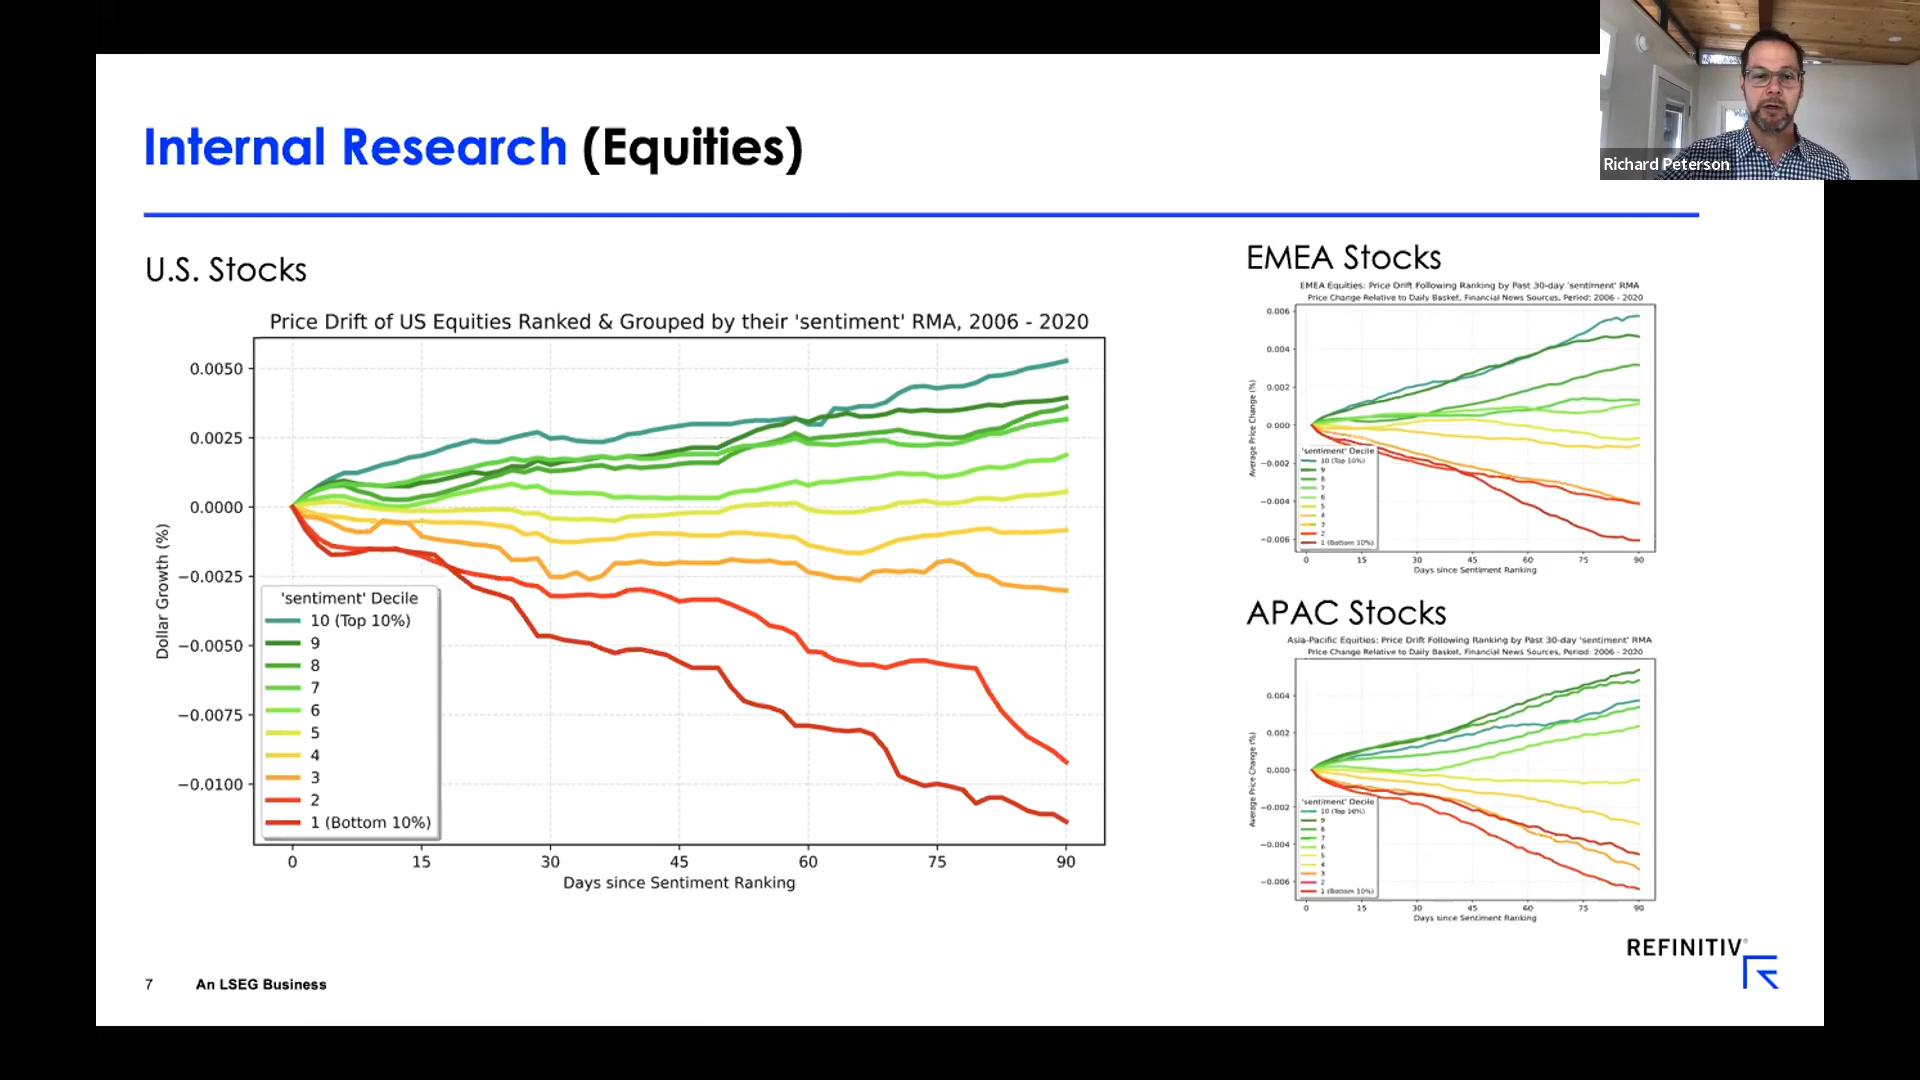 Richard Peterson
Internal Research (Equities)
U.S. Stocks
Price Drift of US Equities Ranked & Grouped by their 'sentiment' RMA, 2006 - 2020
Dollar Growth (%)
0.0050
0.0025
0.0000
−0.0025
−0.0050
−0.0075
−0.0100
'sentiment' Decile
10 (Top 10%)
9
8
7
6
5
4
3
2
1 (Bottom 10%)
0 15 30 45 60 75 90
Days since Sentiment Ranking
EMEA Stocks
EMEA Equities: Price Drift Following Ranking by Past 30-day 'sentiment' RMA
Price Change Relative to Daily Basket, Financial News Sources, Period: 2006 - 2020
Average Price Change (%)
0.006
0.004
0.002
0.000
−0.002
−0.004
−0.006
'sentiment' Decile
10 (Top 10%)
9
8
7
6
5
4
3
2
1 (Bottom 10%)
0 15 30 45 60 75 90
Days since Sentiment Ranking
APAC Stocks
Asia-Pacific Equities: Price Drift Following Ranking by Past 30-day 'sentiment' RMA
Price Change Relative to Daily Basket, Financial News Sources, Period: 2006 - 2020
Average Price Change (%)
0.004
0.002
0.000
−0.002
−0.004
−0.006
'sentiment' Decile
10 (Top 10%)
9
8
7
6
5
4
3
2
1 (Bottom 10%)
0 15 30 45 60 75 90
Days since Sentiment Ranking
REFINITIV
7 An LSEG Business